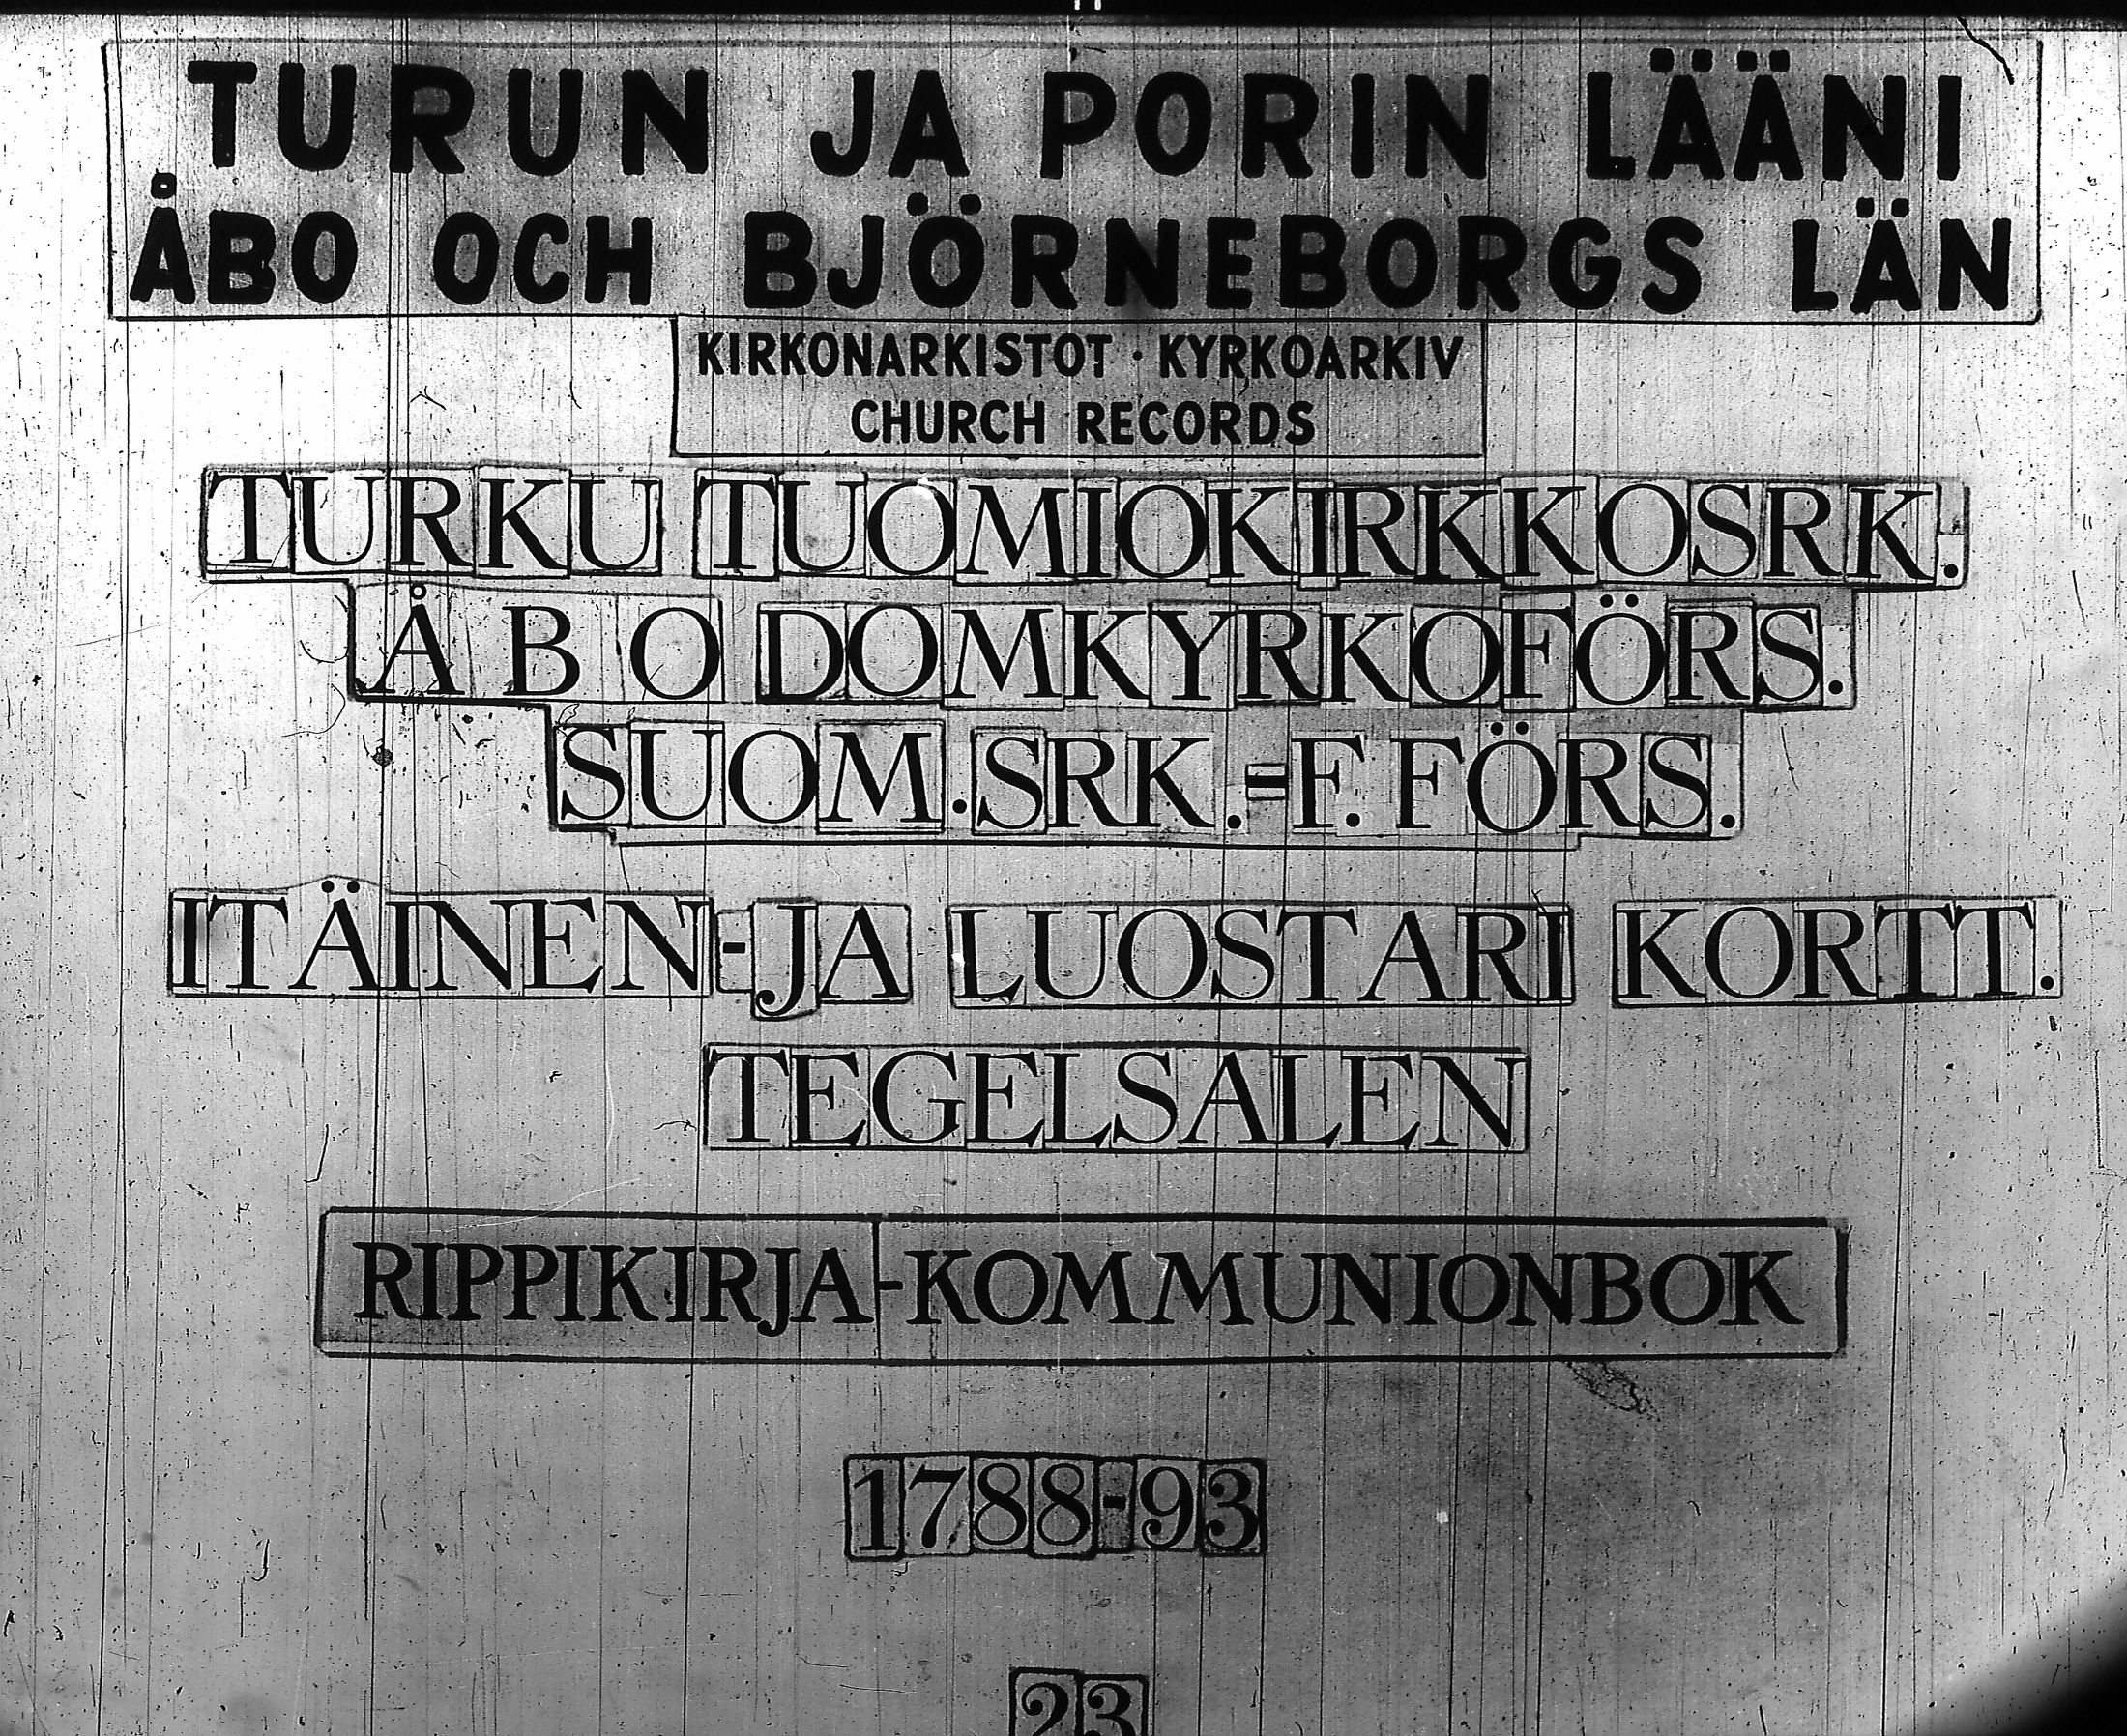 TURUN JA PORIN LÄÄNI
ÅBO OCH BJÖRNEBORGS LÄN
KIRKONARKISTOT · KYRKOARKIV
CHURCH RECORDS
TURKU TUOMIOKIRKKOSRK.
ÅBO DOMKYRKOFÖRS.
SUOM. SRK.=F. FÖRS.
ITÄINEN-JA LUOSTARI KORTT.
TEGELSALEN
RIPPIKIRJA-KOMMUNIONBOK
1788-93
23